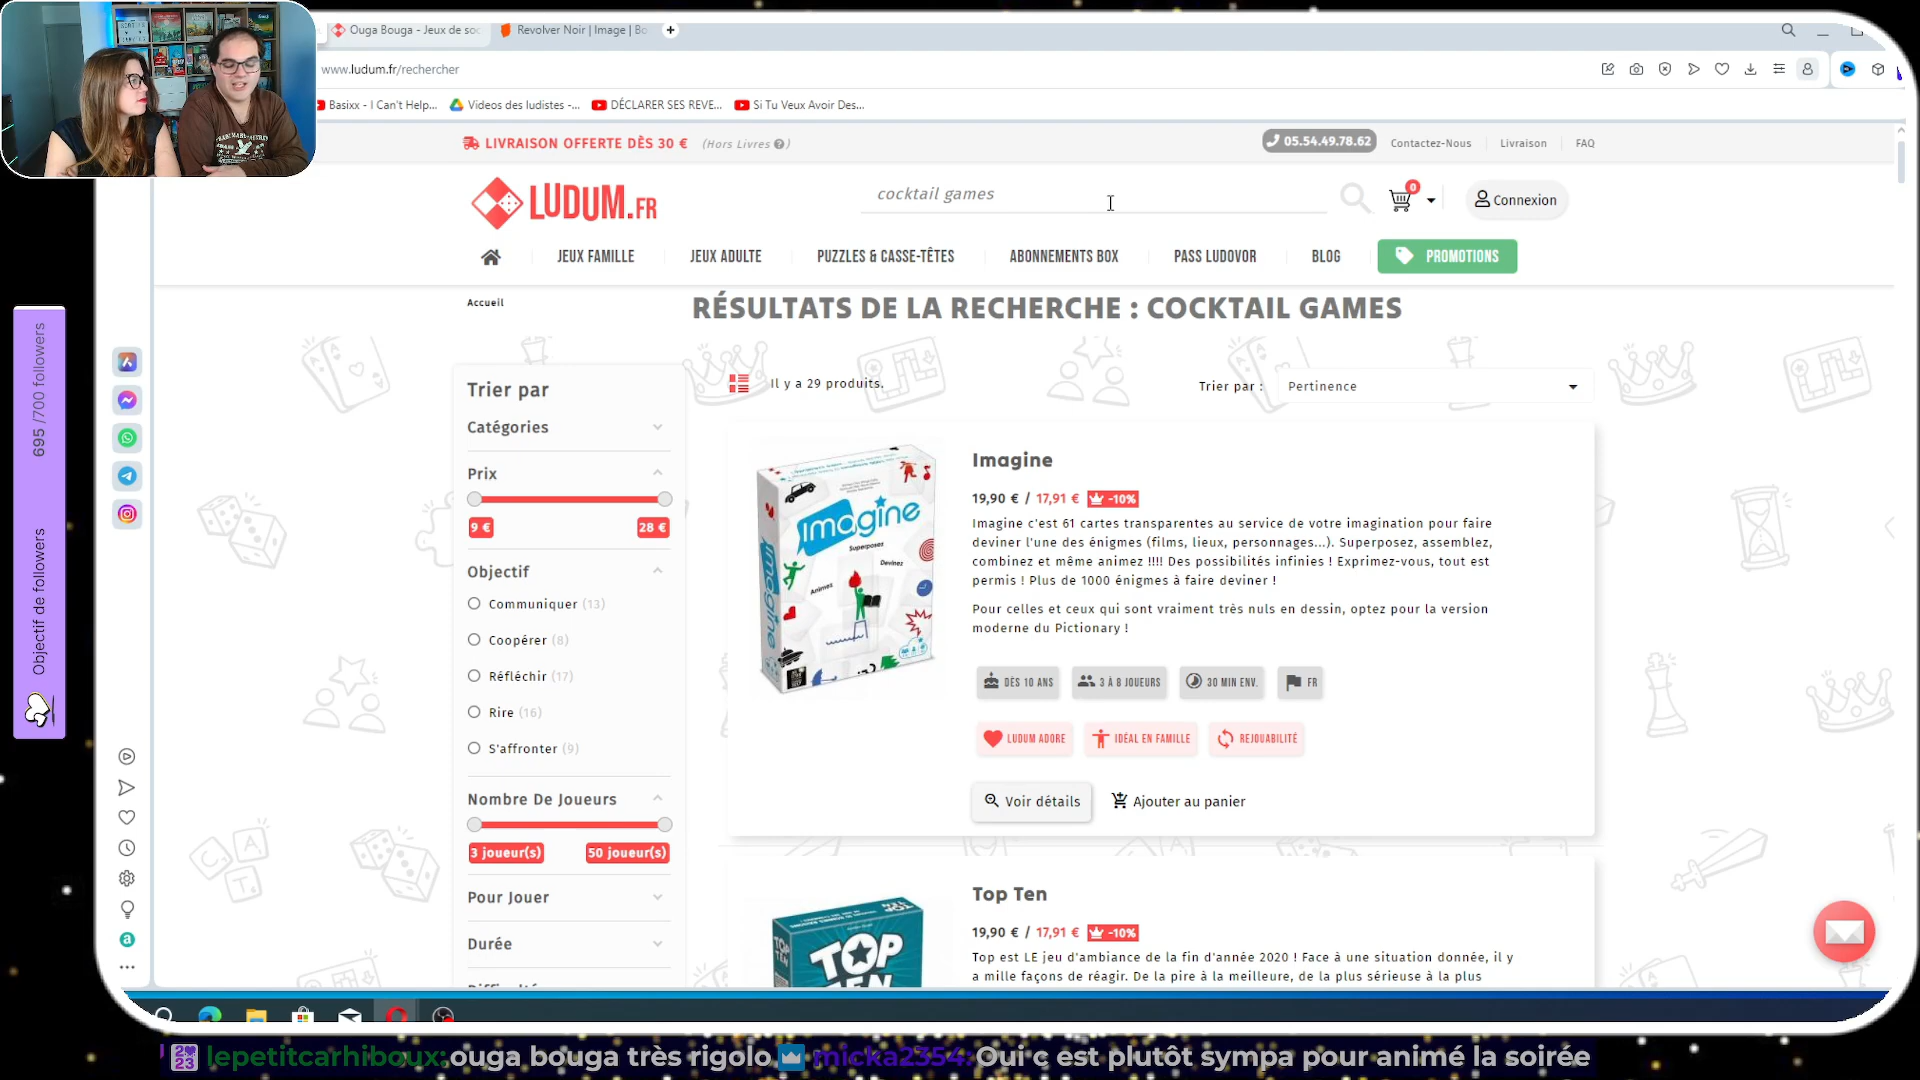 Ouga Bouga - Jeux de soc
Revolver Noir | Image | Bo
www.ludum.fr/rechercher
Basixx - I Can't Help...
Videos des ludistes -...
DÉCLARER SES REVE...
Si Tu Veux Avoir Des...
LIVRAISON OFFERTE DÈS 30 € (Hors Livres ?)
05.54.49.78.62
Contactez-Nous
Livraison
FAQ
LUDUM.FR
cocktail games
0
Connexion
JEUX FAMILLE
JEUX ADULTE
PUZZLES & CASSE-TÊTES
ABONNEMENTS BOX
PASS LUDOVOR
BLOG
PROMOTIONS
Accueil
RÉSULTATS DE LA RECHERCHE : COCKTAIL GAMES
Trier par
Catégories
Prix
9 €
28 €
Objectif
Communiquer (13)
Coopérer (8)
Réfléchir (17)
Rire (16)
S'affronter (9)
Nombre De Joueurs
3 joueur(s)
50 joueur(s)
Pour Jouer
Durée
Il y a 29 produits.
Trier par :
Pertinence
Imagine
Superposez
Devinez
Animez
Imagine
Imagine
19,90 € / 17,91 € -10%
Imagine c'est 61 cartes transparentes au service de votre imagination pour faire
deviner l'une des énigmes (films, lieux, personnages...). Superposez, assemblez,
combinez et même animez !!!! Des possibilités infinies ! Exprimez-vous, tout est
permis ! Plus de 1000 énigmes à faire deviner !
Pour celles et ceux qui sont vraiment très nuls en dessin, optez pour la version
moderne du Pictionary !
DÈS 10 ANS
3 À 8 JOUEURS
30 MIN ENV.
FR
LUDUM ADORE
IDÉAL EN FAMILLE
REJOUABILITÉ
Voir détails
Ajouter au panier
TOP TEN
TOP
TEN
Top Ten
19,90 € / 17,91 € -10%
Top est LE jeu d'ambiance de la fin d'année 2020 ! Face à une situation donnée, il y
a mille façons de réagir. De la pire à la meilleure, de la plus sérieuse à la plus
Objectif de followers
695 /700 followers
2023 lepetitcarhiboux: ouga bouga très rigolo micka2354: Oui c est plutôt sympa pour animé la soirée